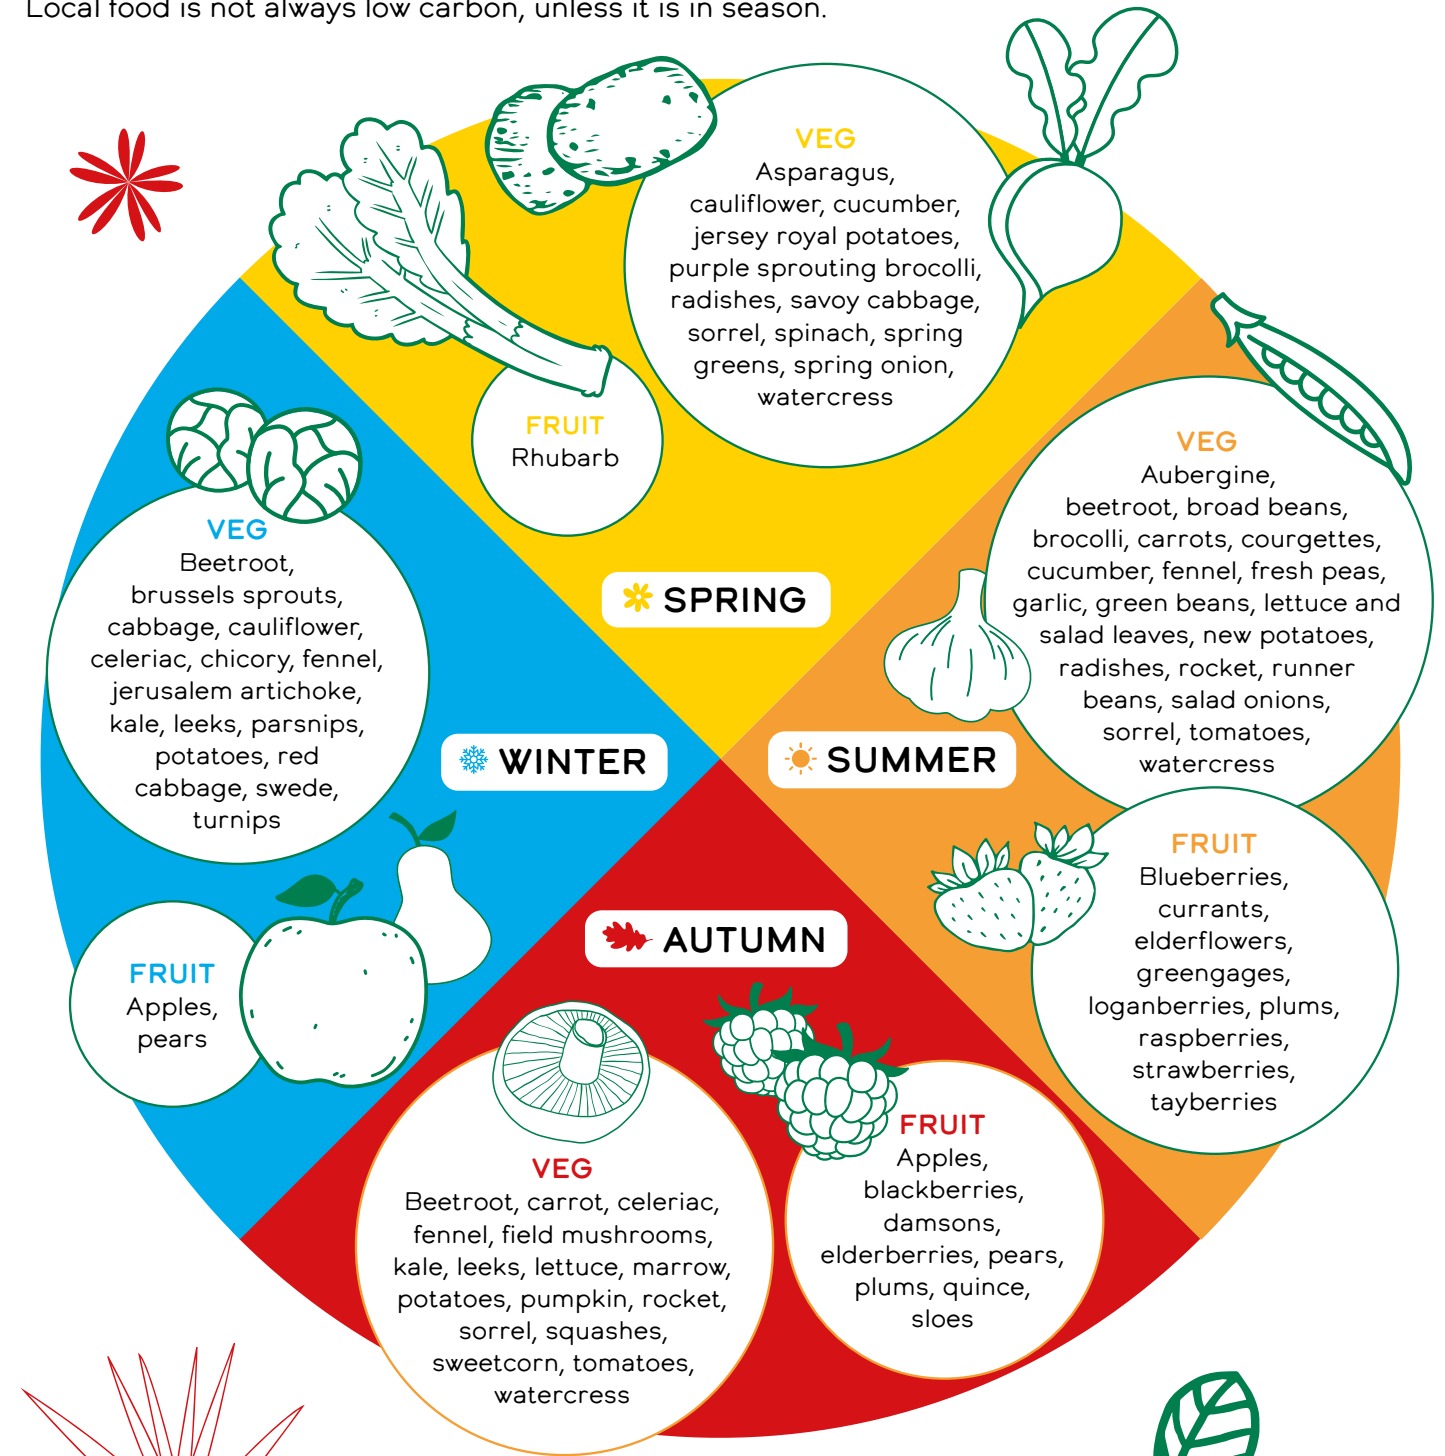 Local food is not always low carbon, unless it is in season.
VEG
Asparagus,
cauliflower, cucumber,
jersey royal potatoes,
purple sprouting brocolli,
radishes, savoy cabbage,
sorrel, spinach, spring
greens, spring onion,
watercress
FRUIT
Rhubarb
SPRING
VEG
Aubergine,
beetroot, broad beans,
brocolli, carrots, courgettes,
cucumber, fennel, fresh peas,
garlic, green beans, lettuce and
salad leaves, new potatoes,
radishes, rocket, runner
beans, salad onions,
sorrel, tomatoes,
watercress
SUMMER
FRUIT
Blueberries,
currants,
elderflowers,
greengages,
loganberries, plums,
raspberries,
strawberries,
tayberries
AUTUMN
FRUIT
Apples,
blackberries,
damsons,
elderberries, pears,
plums, quince,
sloes
VEG
Beetroot, carrot, celeriac,
fennel, field mushrooms,
kale, leeks, lettuce, marrow,
potatoes, pumpkin, rocket,
sorrel, squashes,
sweetcorn, tomatoes,
watercress
WINTER
VEG
Beetroot,
brussels sprouts,
cabbage, cauliflower,
celeriac, chicory, fennel,
jerusalem artichoke,
kale, leeks, parsnips,
potatoes, red
cabbage, swede,
turnips
FRUIT
Apples,
pears